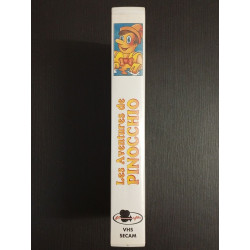 Les Aventures de
PINOCCHIO
VHS
SECAM